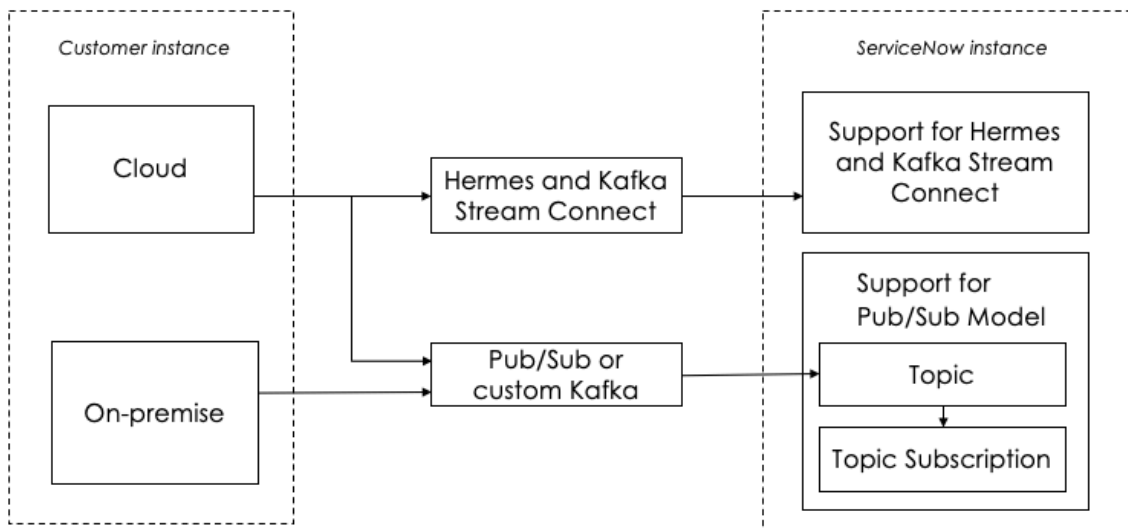 Customer instance
ServiceNow instance
Cloud
Hermes and Kafka
Stream Connect
Support for Hermes
and Kafka Stream
Connect
On-premise
Pub/Sub or
custom Kafka
Support for
Pub/Sub Model
Topic
Topic Subscription